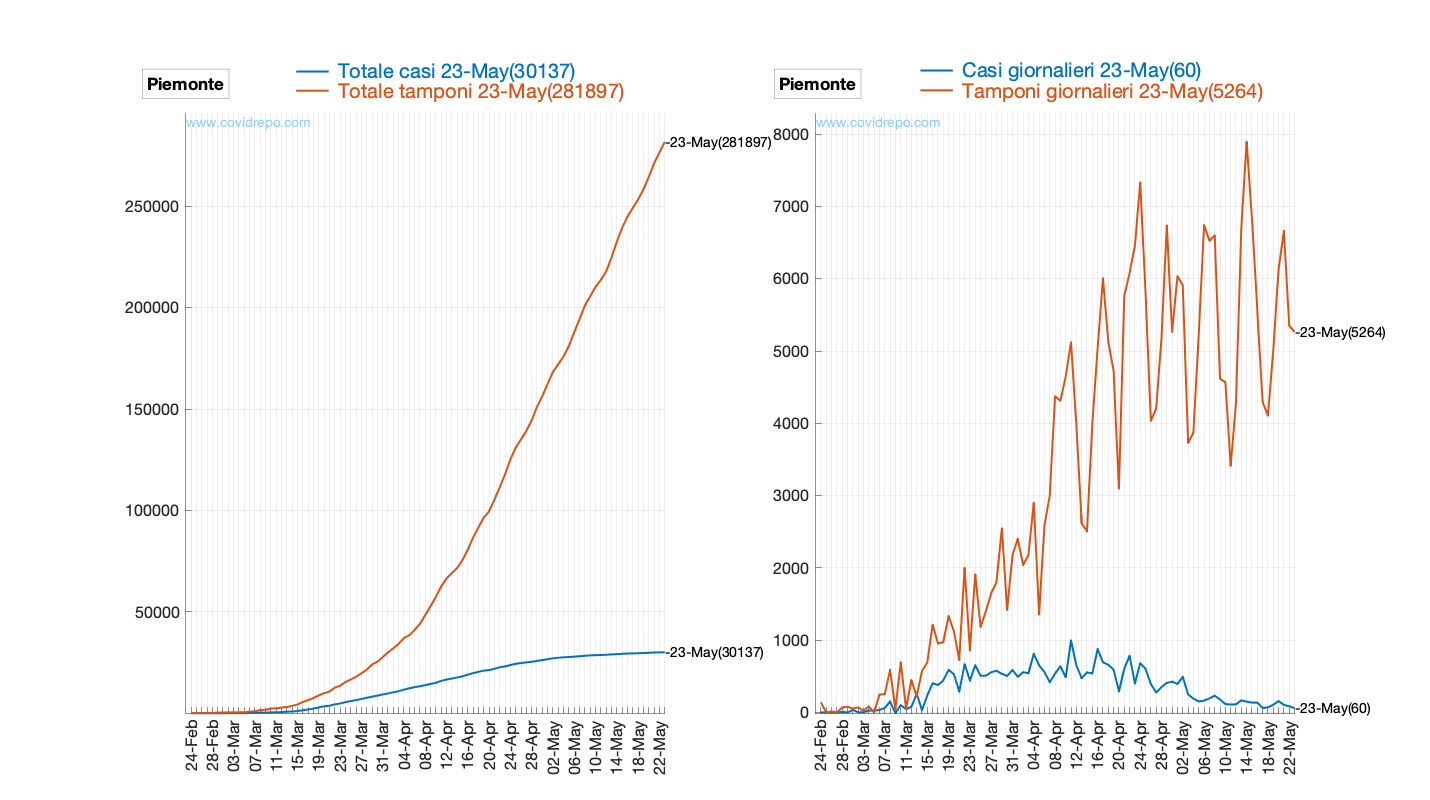 Piemonte
Totale casi 23-May(30137)
Totale tamponi 23-May(281897)
www.covidrepo.com
23-May(281897)
250000
200000
150000
100000
50000
23-May(30137)
24-Feb
28-Feb
03-Mar
07-Mar
11-Mar
15-Mar
19-Mar
23-Mar
27-Mar
31-Mar
04-Apr
08-Apr
12-Apr
16-Apr
20-Apr
24-Apr
28-Apr
02-May
06-May
10-May
14-May
18-May
22-May
Piemonte
Casi giornalieri 23-May(60)
Tamponi giornalieri 23-May(5264)
www.covidrepo.com
8000
7000
6000
5000
4000
3000
2000
1000
0
23-May(5264)
23-May(60)
24-Feb
28-Feb
03-Mar
07-Mar
11-Mar
15-Mar
19-Mar
23-Mar
27-Mar
31-Mar
04-Apr
08-Apr
12-Apr
16-Apr
20-Apr
24-Apr
28-Apr
02-May
06-May
10-May
14-May
18-May
22-May